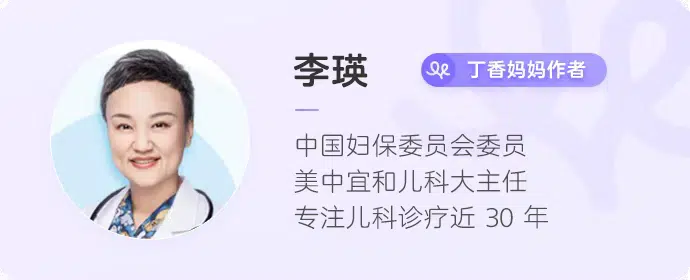 李瑛
丁香妈妈作者
中国妇保委员会委员
美中宜和儿科大主任
专注儿科诊疗近 30 年